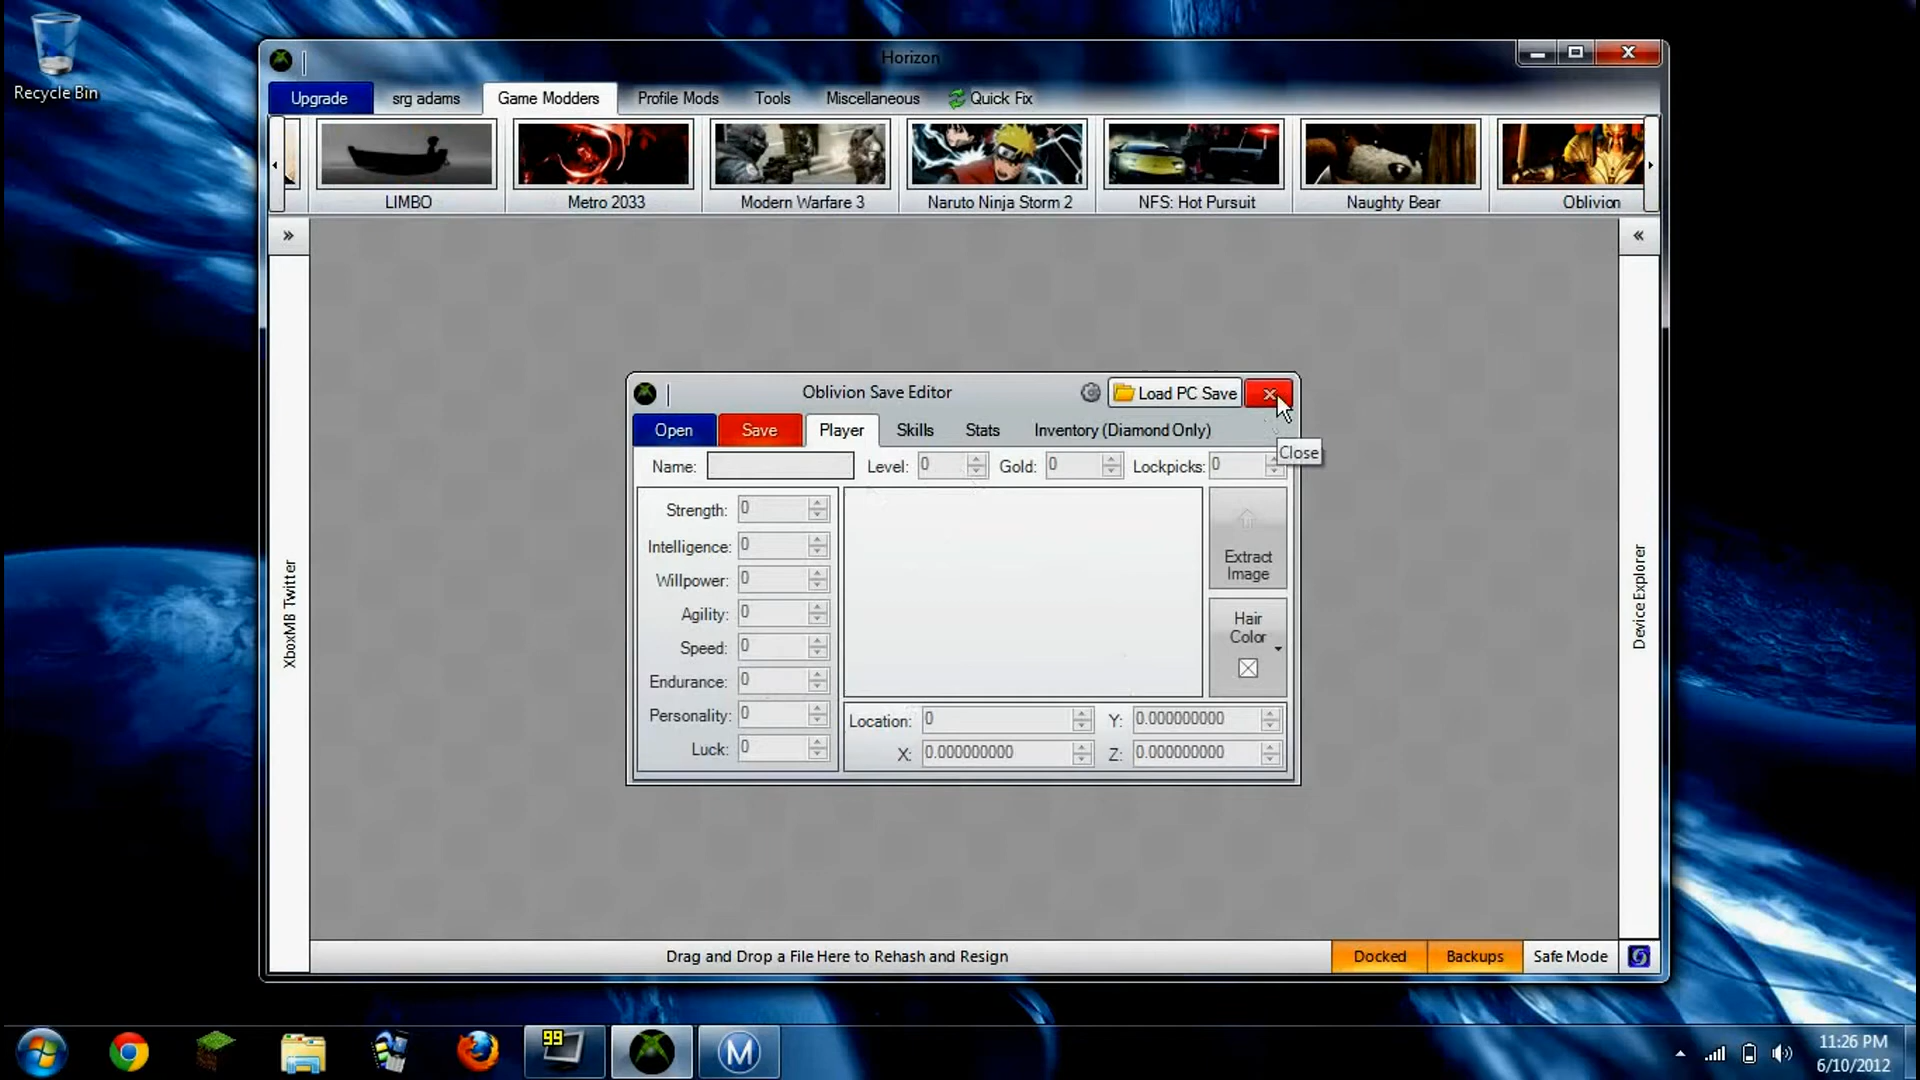 Recycle Bin
Horizon
Upgrade srg adams Game Modders Profile Mods Tools Miscellaneous Quick Fix
LIMBO Metro 2033 Modern Warfare 3 Naruto Ninja Storm 2 NFS: Hot Pursuit Naughty Bear Oblivion
» «
Oblivion Save Editor Load PC Save
Open Save Player Skills Stats Inventory (Diamond Only)
Close
Name: Level: 0 Gold: 0 Lockpicks: 0
Strength: 0
Intelligence: 0
Willpower: 0
Agility: 0
Speed: 0
Endurance: 0
Personality: 0
Luck: 0
Extract
Image
Hair
Color
Location: 0 Y: 0.000000000
X: 0.000000000 Z: 0.000000000
XboxMB Twitter
Device Explorer
Drag and Drop a File Here to Rehash and Resign Docked Backups Safe Mode
99
M
11:26 PM
6/10/2012